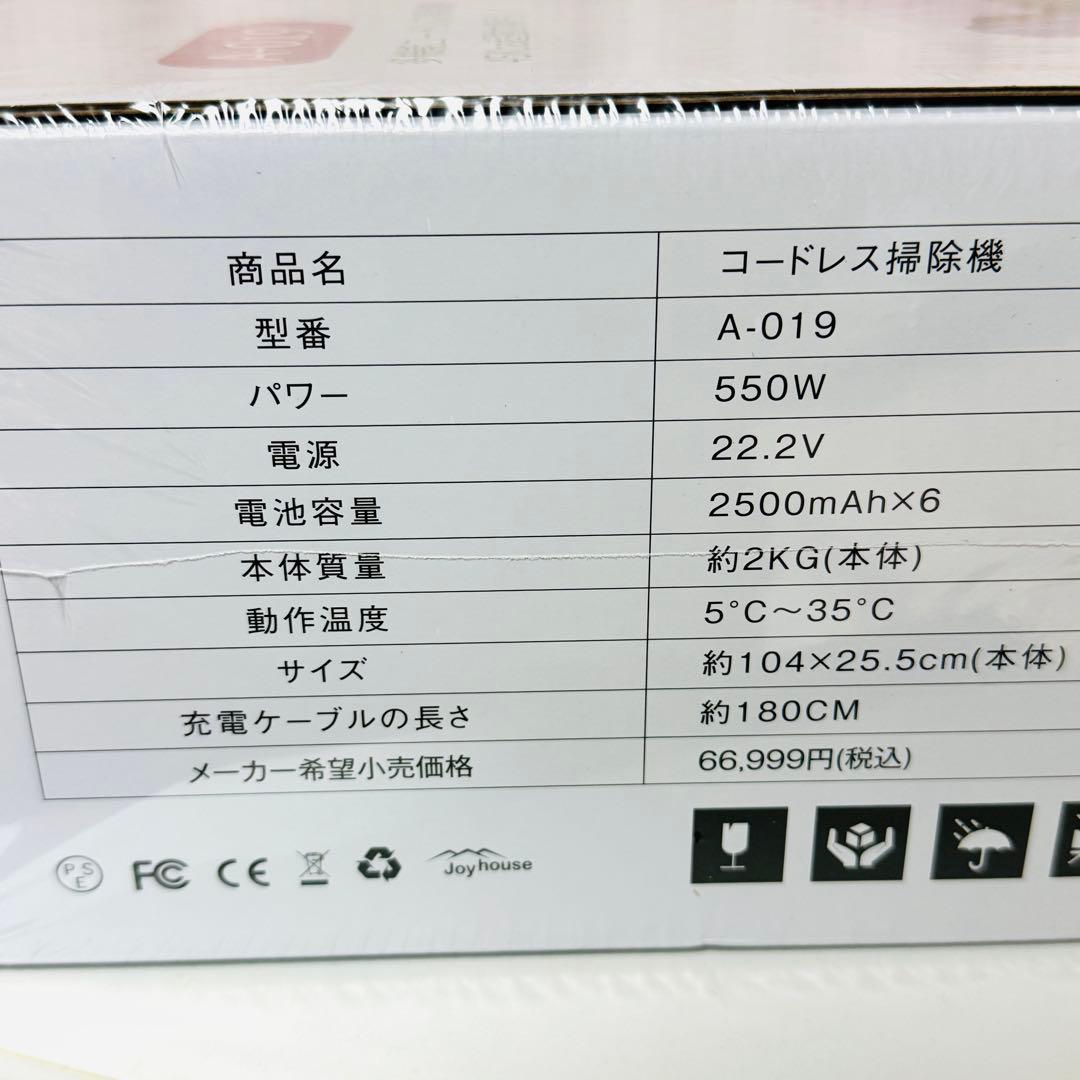 商品名 コードレス掃除機
型番 A-019
パワー 550W
電源 22.2V
電池容量 2500mAh×6
本体質量 約2KG(本体)
動作温度 5°C～35°C
サイズ 約104×25.5cm(本体)
充電ケーブルの長さ 約180CM
メーカー希望小売価格 66,999円(税込)
PSE FC CE Joyhouse